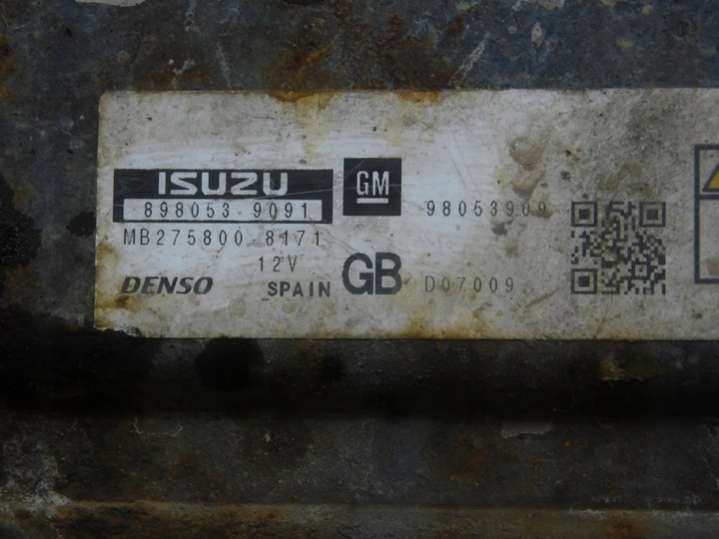 ISUZU GM
898053-9091 98053909
MB275800-8171
12V
DENSO SPAIN GB D07009